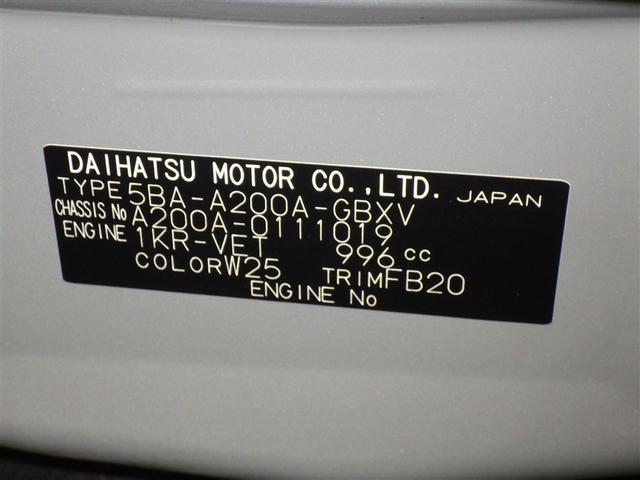 DAIHATSU MOTOR CO.,LTD. JAPAN
TYPE 5BA-A200A-GBXV
CHASSIS No A200A-0111019
ENGINE 1KR-VET 996 cc
COLOR W25 TRIM FB20
ENGINE No